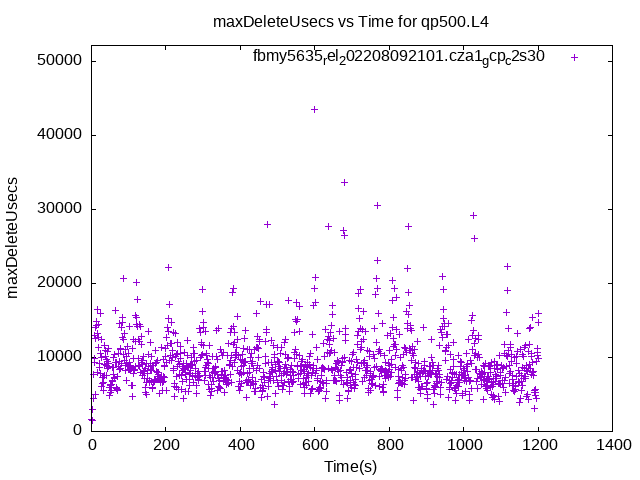 maxDeleteUsecs vs Time for qp500.L4
fbmy5635rel202208092101.cza1gcpc2s30
50000
40000
30000
20000
10000
0
maxDeleteUsecs
0 200 400 600 800 1000 1200 1400
Time(s)